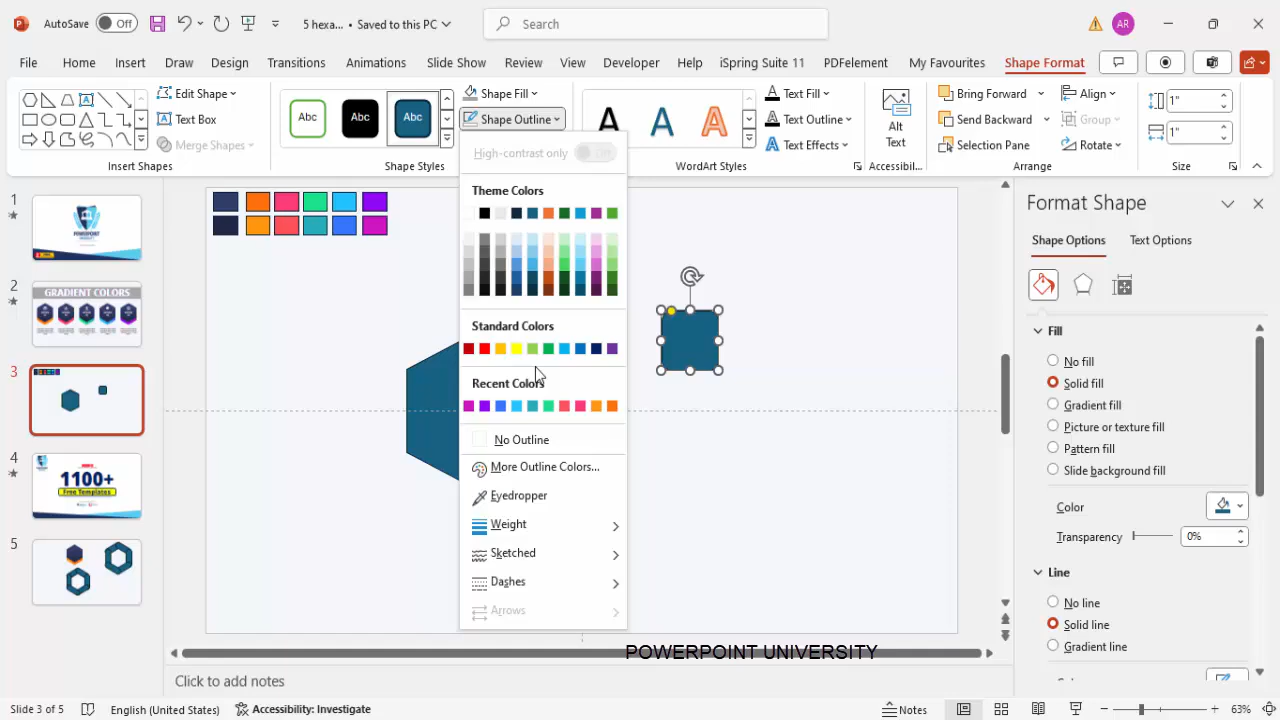 AutoSave Off 5 hexa... • Saved to this PC Search AR
File Home Insert Draw Design Transitions Animations Slide Show Review View Developer Help iSpring Suite 11 PDFelement My Favourites Shape Format
Edit Shape
Text Box
Merge Shapes
Insert Shapes
Abc Abc Abc
Shape Fill
Shape Outline
Shape Styles
A A A
Text Fill
Text Outline
Text Effects
WordArt Styles
Alt
Text
Accessibil...
Bring Forward
Send Backward
Selection Pane
Align
Group
Rotate
Arrange
1"
1"
Size
High-contrast only
Theme Colors
Standard Colors
Recent Colors
No Outline
More Outline Colors...
Eyedropper
Weight
Sketched
Dashes
Arrows
1
2
GRADIENT COLORS
3
4
1100+
Free Templates
5
Format Shape
Shape Options Text Options
Fill
No fill
Solid fill
Gradient fill
Picture or texture fill
Pattern fill
Slide background fill
Color
Transparency 0%
Line
No line
Solid line
Gradient line
POWERPOINT UNIVERSITY
Click to add notes
Slide 3 of 5 English (United States) Accessibility: Investigate Notes 63%